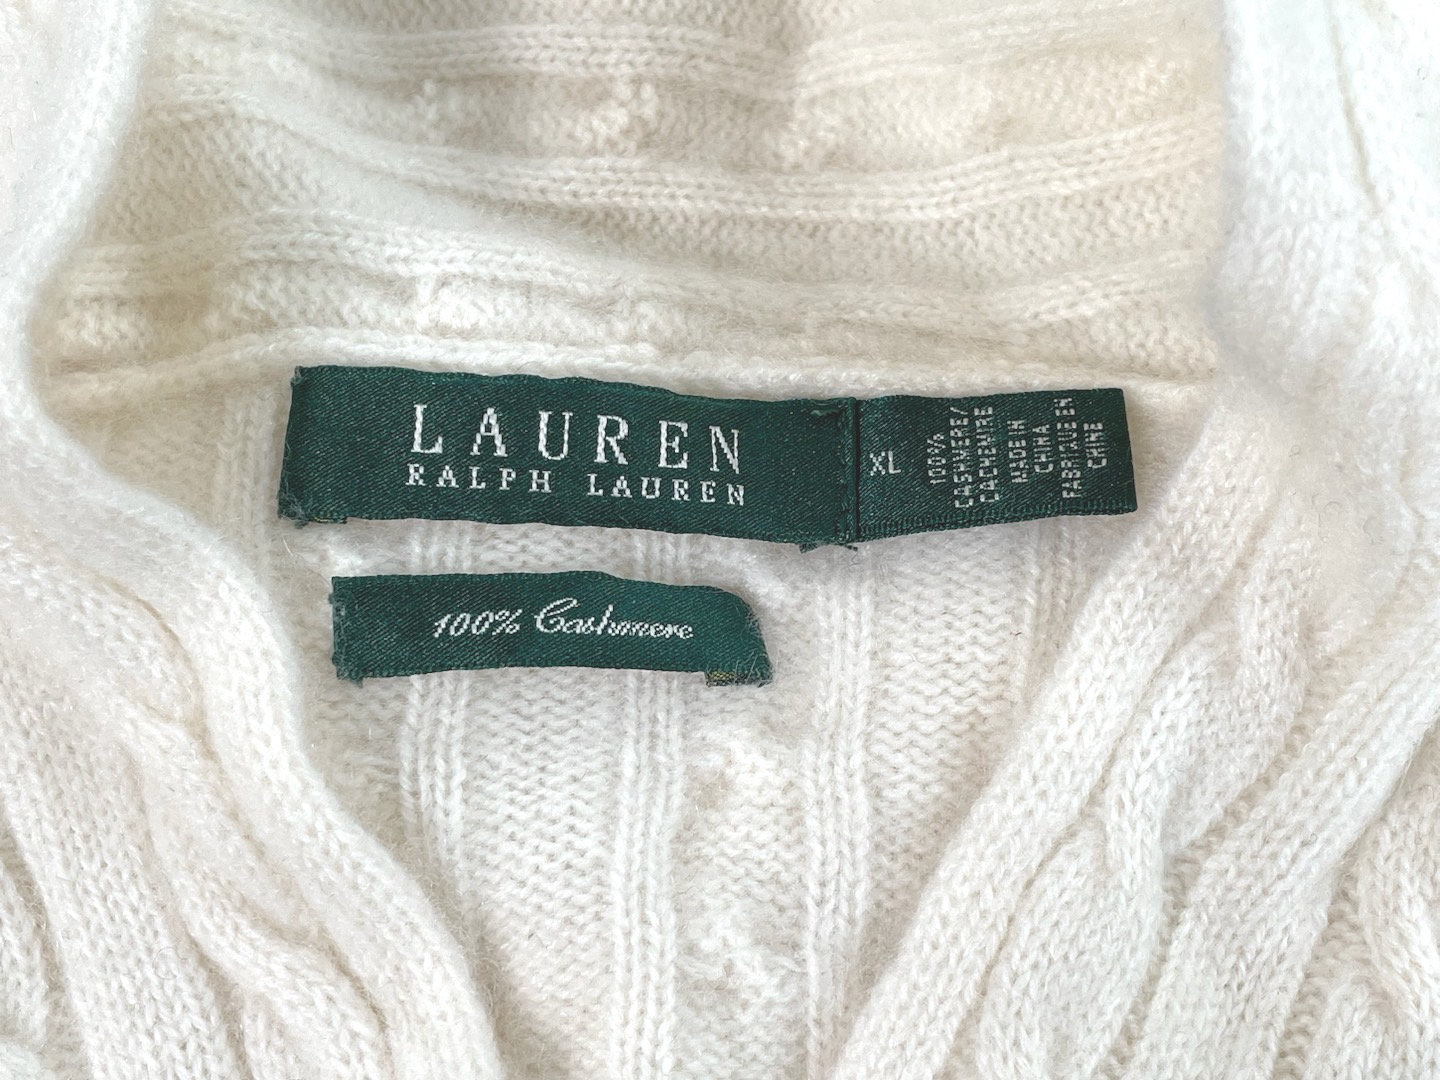 LAUREN
RALPH LAUREN
XL
100%
CASHMERE/
CACHEMIRE
MADE IN
CHINA
FABRIQUE EN
CHINE
100% Cashmere